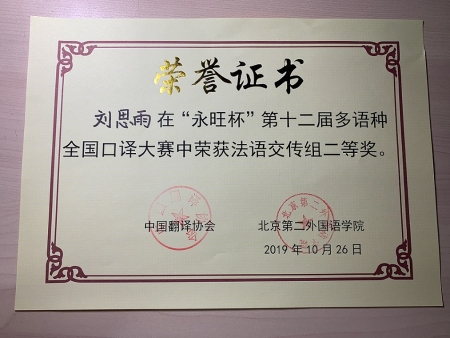 荣誉证书
刘思雨 在“永旺杯”第十二届多语种
全国口译大赛中荣获法语交传组二等奖。
中国翻译协会 北京第二外国语学院
2019 年 10 月 26 日